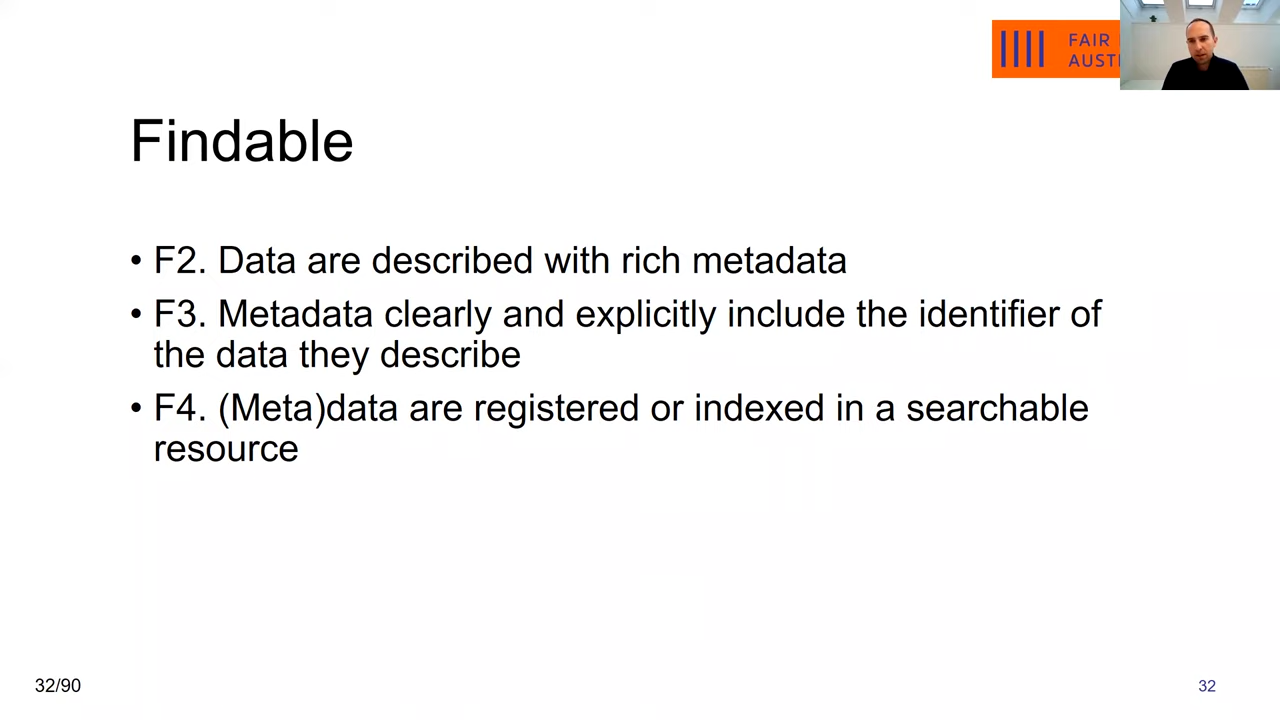 FAIR
AUST
Findable
• F2. Data are described with rich metadata
• F3. Metadata clearly and explicitly include the identifier of
the data they describe
• F4. (Meta)data are registered or indexed in a searchable
resource
32/90
32